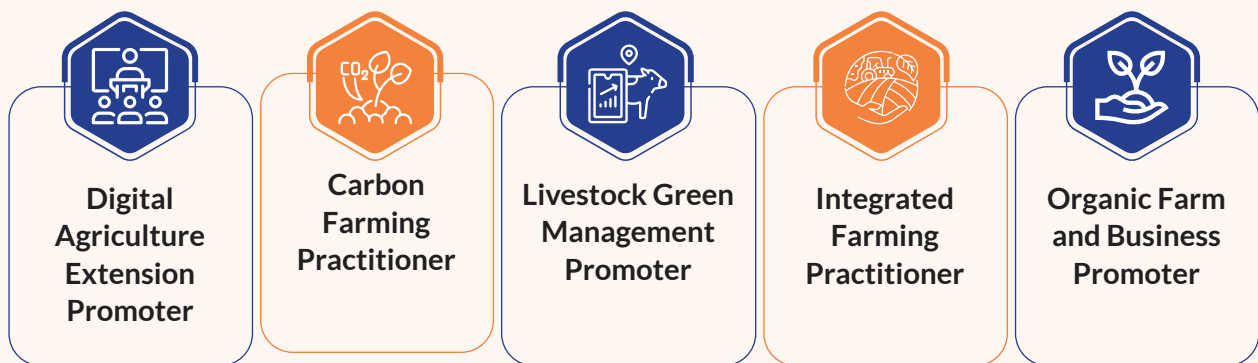 CO₂
Digital
Agriculture
Extension
Promoter
Carbon
Farming
Practitioner
Livestock Green
Management
Promoter
Integrated
Farming
Practitioner
Organic Farm
and Business
Promoter